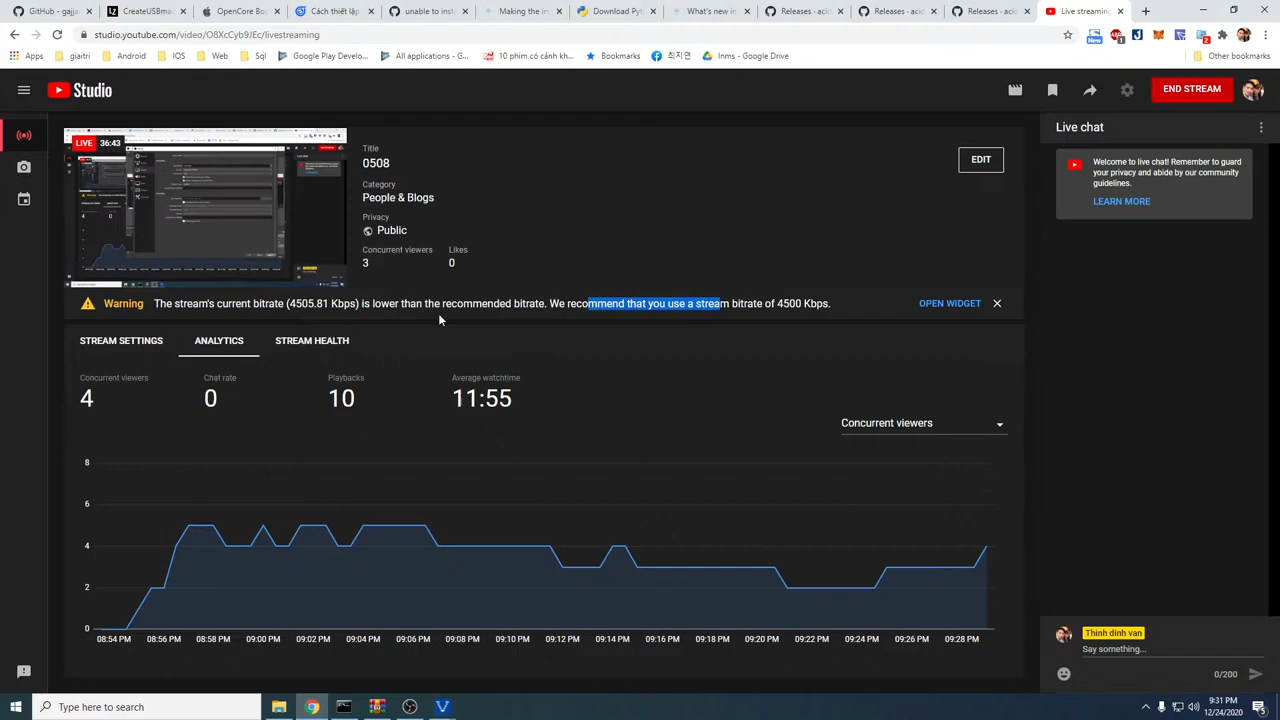 GitHub - gajjar
CreateUSBmac
OpenCore Boo
Cách thiết lập
unable to insta
Making the in
Download Pyt
What's new in
Releases - acid
Releases - acid
Releases - acid
Live streaming
studio.youtube.com/video/O8XcCyb9JEc/livestreaming
New
Apps
giaitri
Android
IOS
Web
Sql
Google Play Develo...
All applications - G...
10 tỉnh có cảnh kh...
Bookmarks
최지연
Inms - Google Drive
Other bookmarks
Studio
END STREAM
LIVE 36:43
Title
0508
Category
People & Blogs
Privacy
Public
Concurrent viewers
Likes
3
0
EDIT
Warning
The stream's current bitrate (4505.81 Kbps) is lower than the recommended bitrate. We recommend that you use a stream bitrate of 4500 Kbps.
OPEN WIDGET
STREAM SETTINGS
ANALYTICS
STREAM HEALTH
Concurrent viewers
Chat rate
Playbacks
Average watchtime
4
0
10
11:55
Concurrent viewers
8
6
4
2
0
08:54 PM
08:56 PM
08:58 PM
09:00 PM
09:02 PM
09:04 PM
09:08 PM
09:10 PM
09:12 PM
09:14 PM
09:16 PM
09:18 PM
09:20 PM
09:22 PM
09:24 PM
09:26 PM
09:28 PM
Live chat
Welcome to live chat! Remember to guard
your privacy and abide by our community
guidelines.
LEARN MORE
Thinh dinh van
Say something...
0/200
Type here to search
9:31 PM
12/24/2020